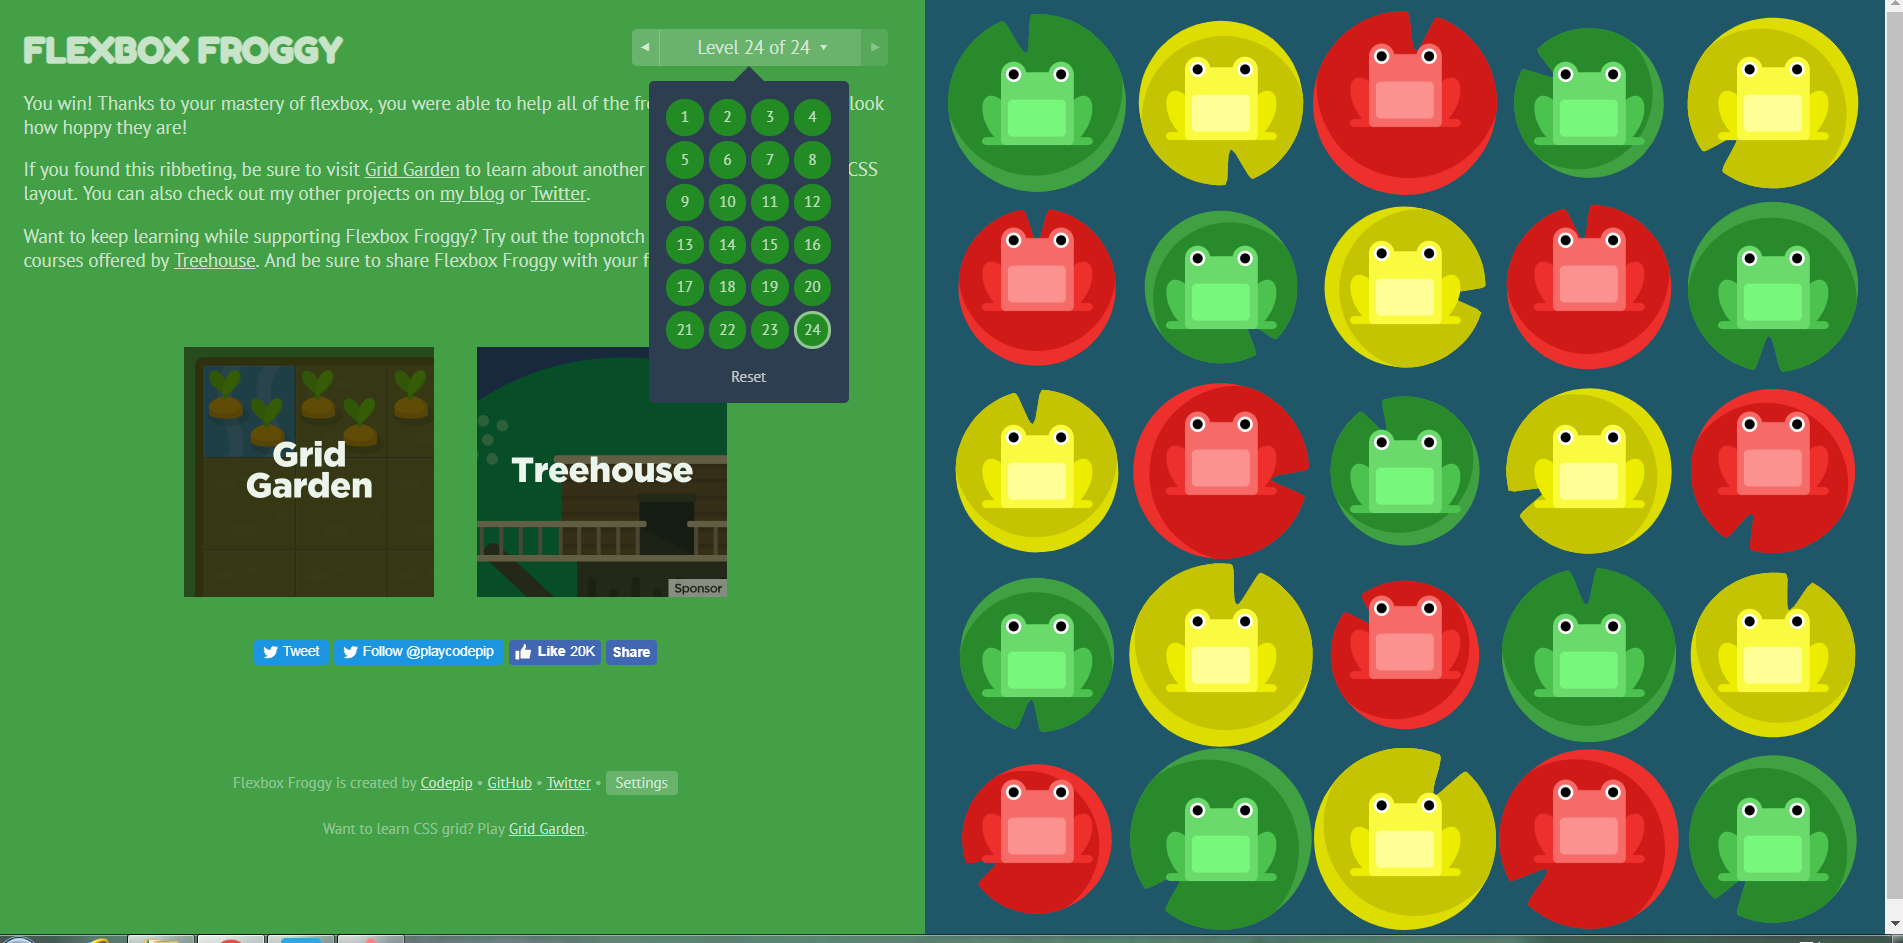 FLEXBOX FROGGY
◄ Level 24 of 24 ▼ ►
You win! Thanks to your mastery of flexbox, you were able to help all of the fr look
how hoppy they are!
If you found this ribbeting, be sure to visit Grid Garden to learn about another CSS
layout. You can also check out my other projects on my blog or Twitter.
Want to keep learning while supporting Flexbox Froggy? Try out the topnotch
courses offered by Treehouse. And be sure to share Flexbox Froggy with your f
1 2 3 4
5 6 7 8
9 10 11 12
13 14 15 16
17 18 19 20
21 22 23 24
Reset
Grid
Garden
Treehouse
Sponsor
Tweet Follow @playcodepip Like 20K Share
Flexbox Froggy is created by Codepip • GitHub • Twitter • Settings
Want to learn CSS grid? Play Grid Garden.